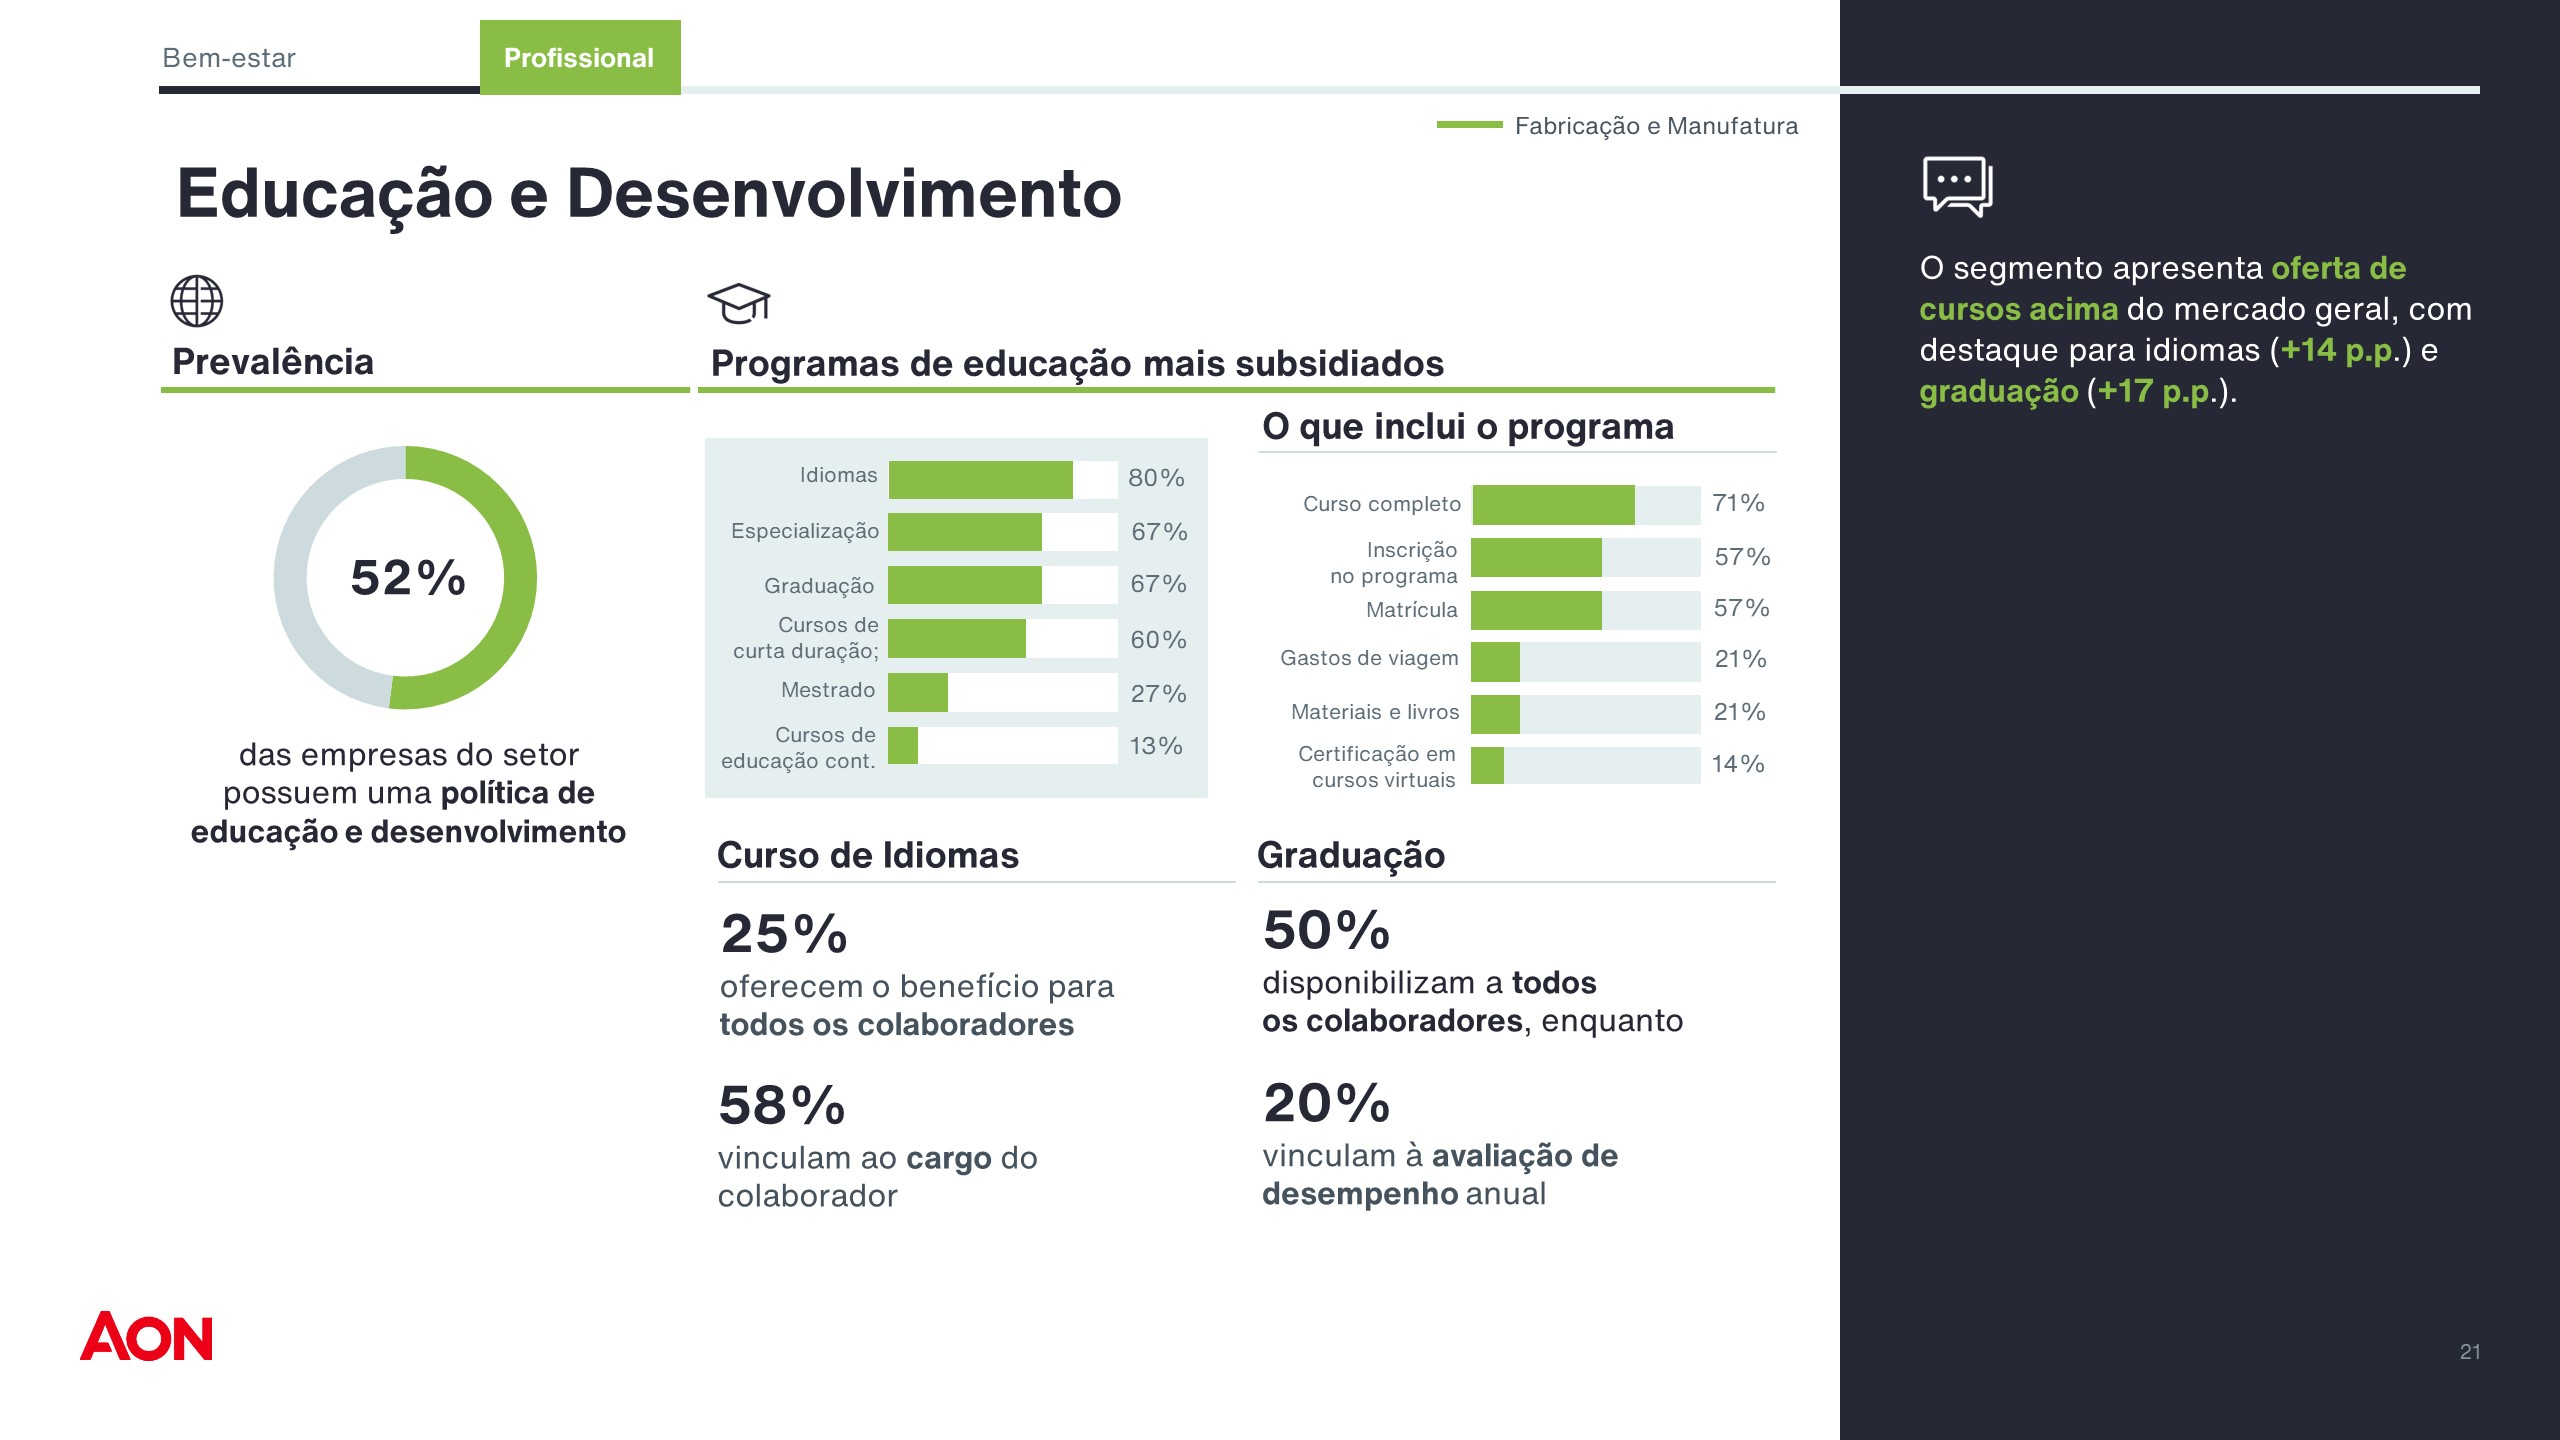 Bem-estar
Profissional
Fabricação e Manufatura
Educação e Desenvolvimento
Prevalência
52%
das empresas do setor
possuem uma política de
educação e desenvolvimento
Programas de educação mais subsidiados
Idiomas 80%
Especialização 67%
Graduação 67%
Cursos de
curta duração; 60%
Mestrado 27%
Cursos de
educação cont. 13%
O que inclui o programa
Curso completo 71%
Inscrição
no programa 57%
Matrícula 57%
Gastos de viagem 21%
Materiais e livros 21%
Certificação em
cursos virtuais 14%
Curso de Idiomas
25%
oferecem o benefício para
todos os colaboradores
58%
vinculam ao cargo do
colaborador
Graduação
50%
disponibilizam a todos
os colaboradores, enquanto
20%
vinculam à avaliação de
desempenho anual
O segmento apresenta oferta de
cursos acima do mercado geral, com
destaque para idiomas (+14 p.p.) e
graduação (+17 p.p.).
AON
21